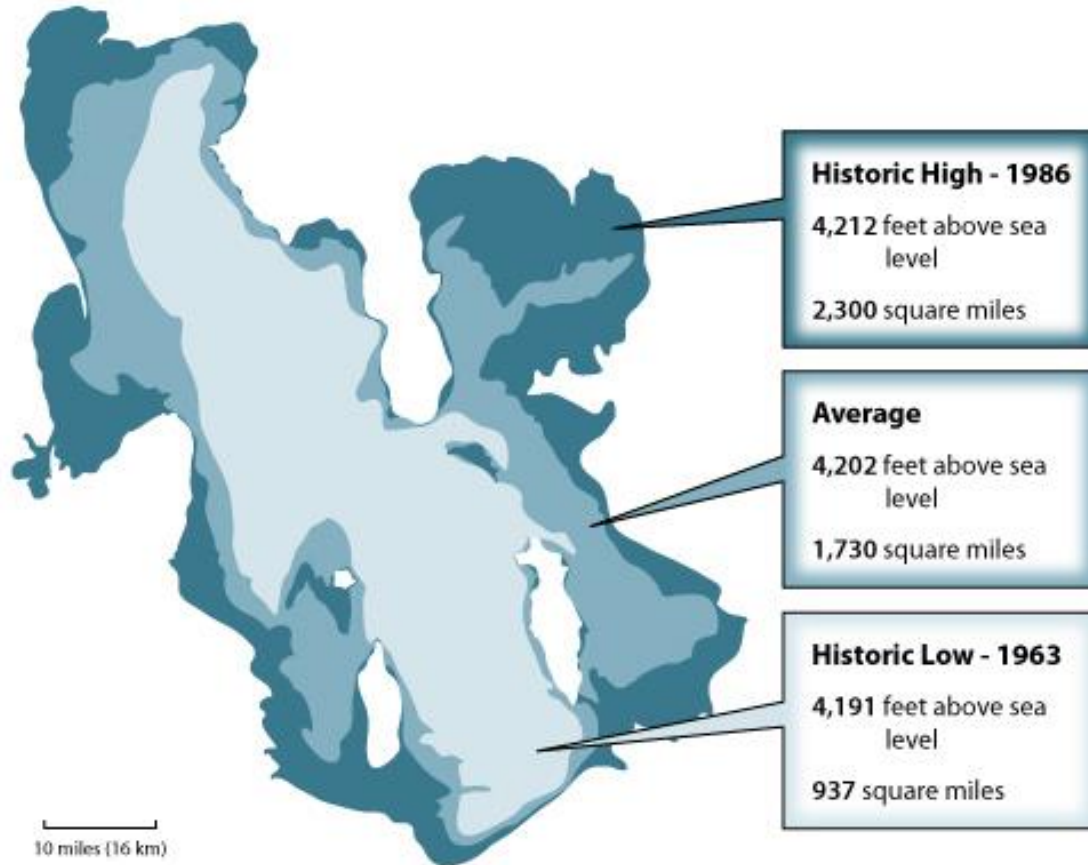 Historic High - 1986
4,212 feet above sea
level
2,300 square miles
Average
4,202 feet above sea
level
1,730 square miles
Historic Low - 1963
4,191 feet above sea
level
937 square miles
10 miles (16 km)